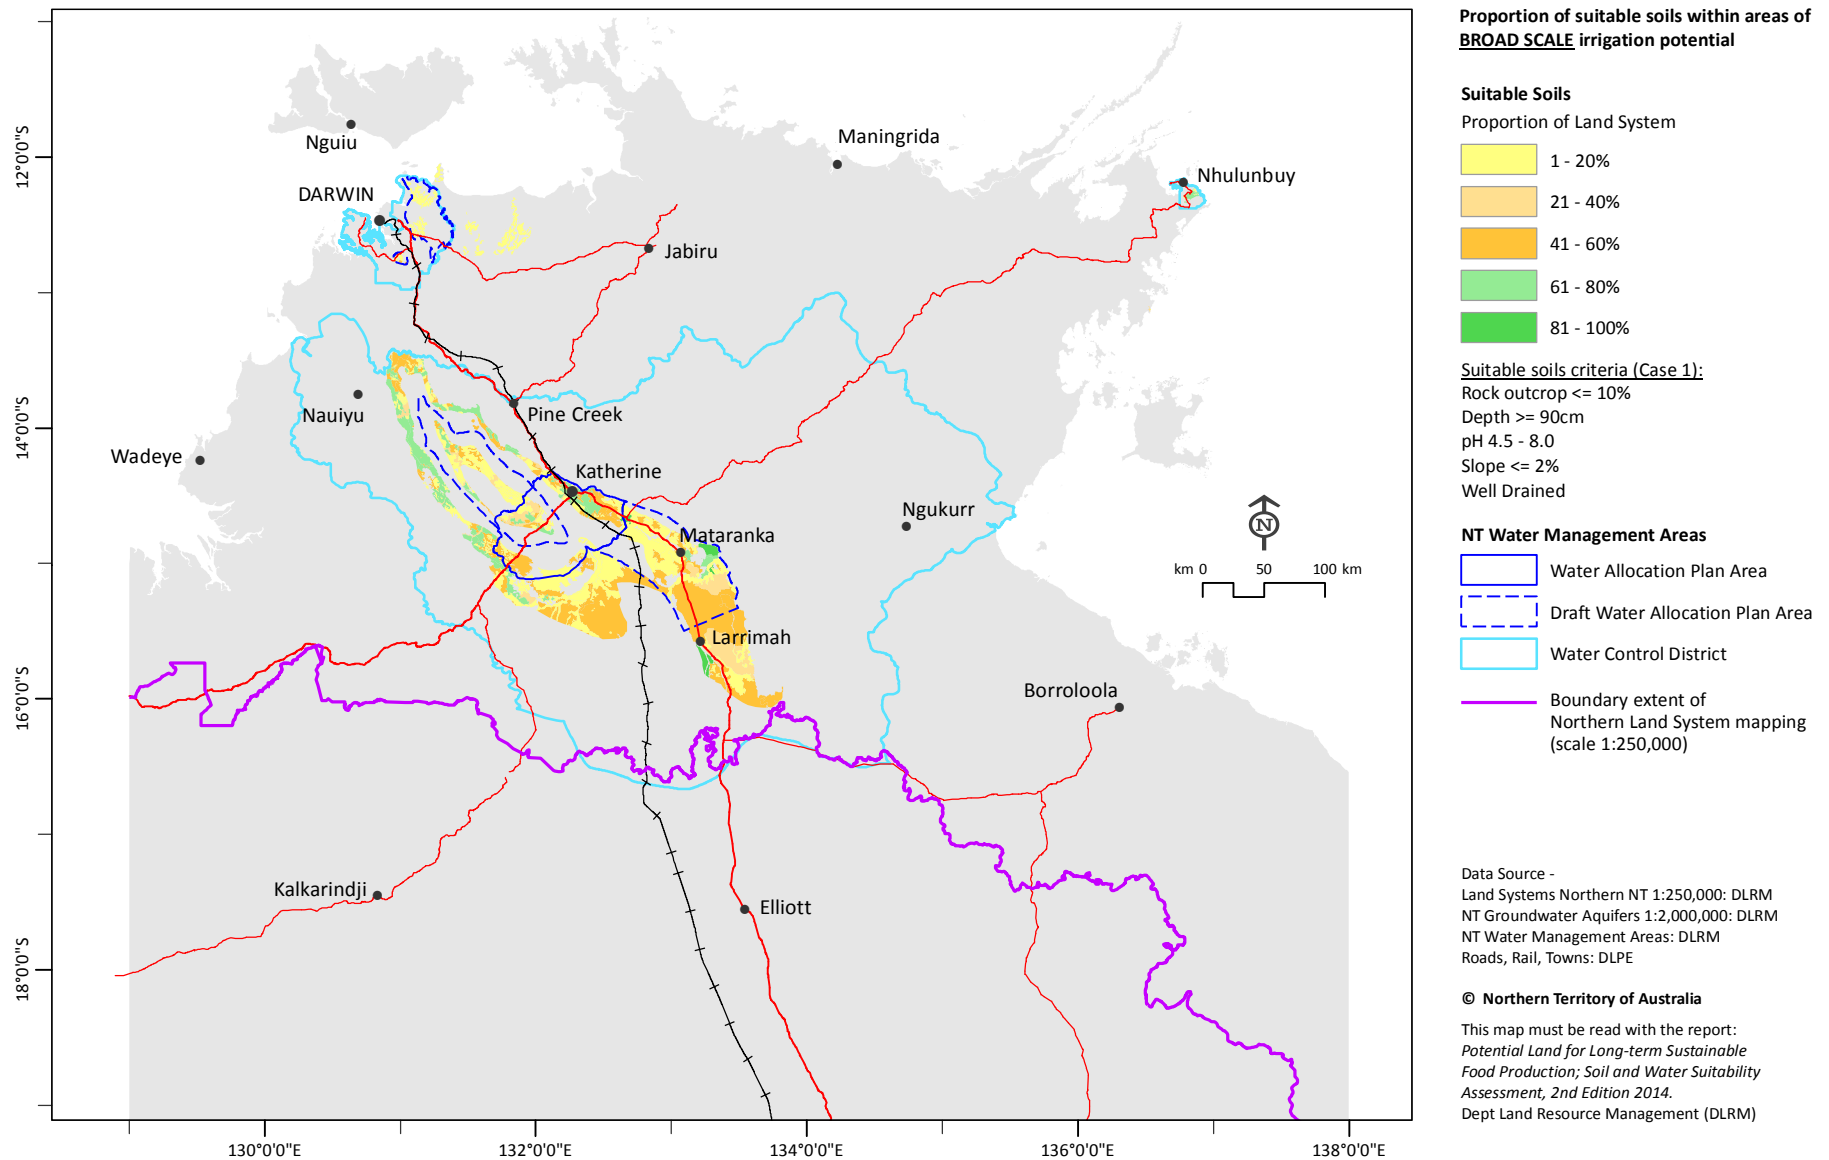 Proportion of suitable soils within areas of
BROAD SCALE irrigation potential
Suitable Soils
Proportion of Land System
1 - 20%
21 - 40%
41 - 60%
61 - 80%
81 - 100%
Suitable soils criteria (Case 1):
Rock outcrop <= 10%
Depth >= 90cm
pH 4.5 - 8.0
Slope <= 2%
Well Drained
NT Water Management Areas
Water Allocation Plan Area
Draft Water Allocation Plan Area
Water Control District
Boundary extent of
Northern Land System mapping
(scale 1:250,000)
Data Source -
Land Systems Northern NT 1:250,000: DLRM
NT Groundwater Aquifers 1:2,000,000: DLRM
NT Water Management Areas: DLRM
Roads, Rail, Towns: DLPE
© Northern Territory of Australia
This map must be read with the report:
Potential Land for Long-term Sustainable
Food Production; Soil and Water Suitability
Assessment, 2nd Edition 2014.
Dept Land Resource Management (DLRM)
Nguiu
Maningrida
DARWIN
Nhulunbuy
Jabiru
Nauiyu
Pine Creek
Wadeye
Katherine
Ngukurr
Mataranka
Larrimah
Borroloola
Kalkarindji
Elliott
N
km 0 50 100 km
12°0'0"S
14°0'0"S
16°0'0"S
18°0'0"S
130°0'0"E
132°0'0"E
134°0'0"E
136°0'0"E
138°0'0"E